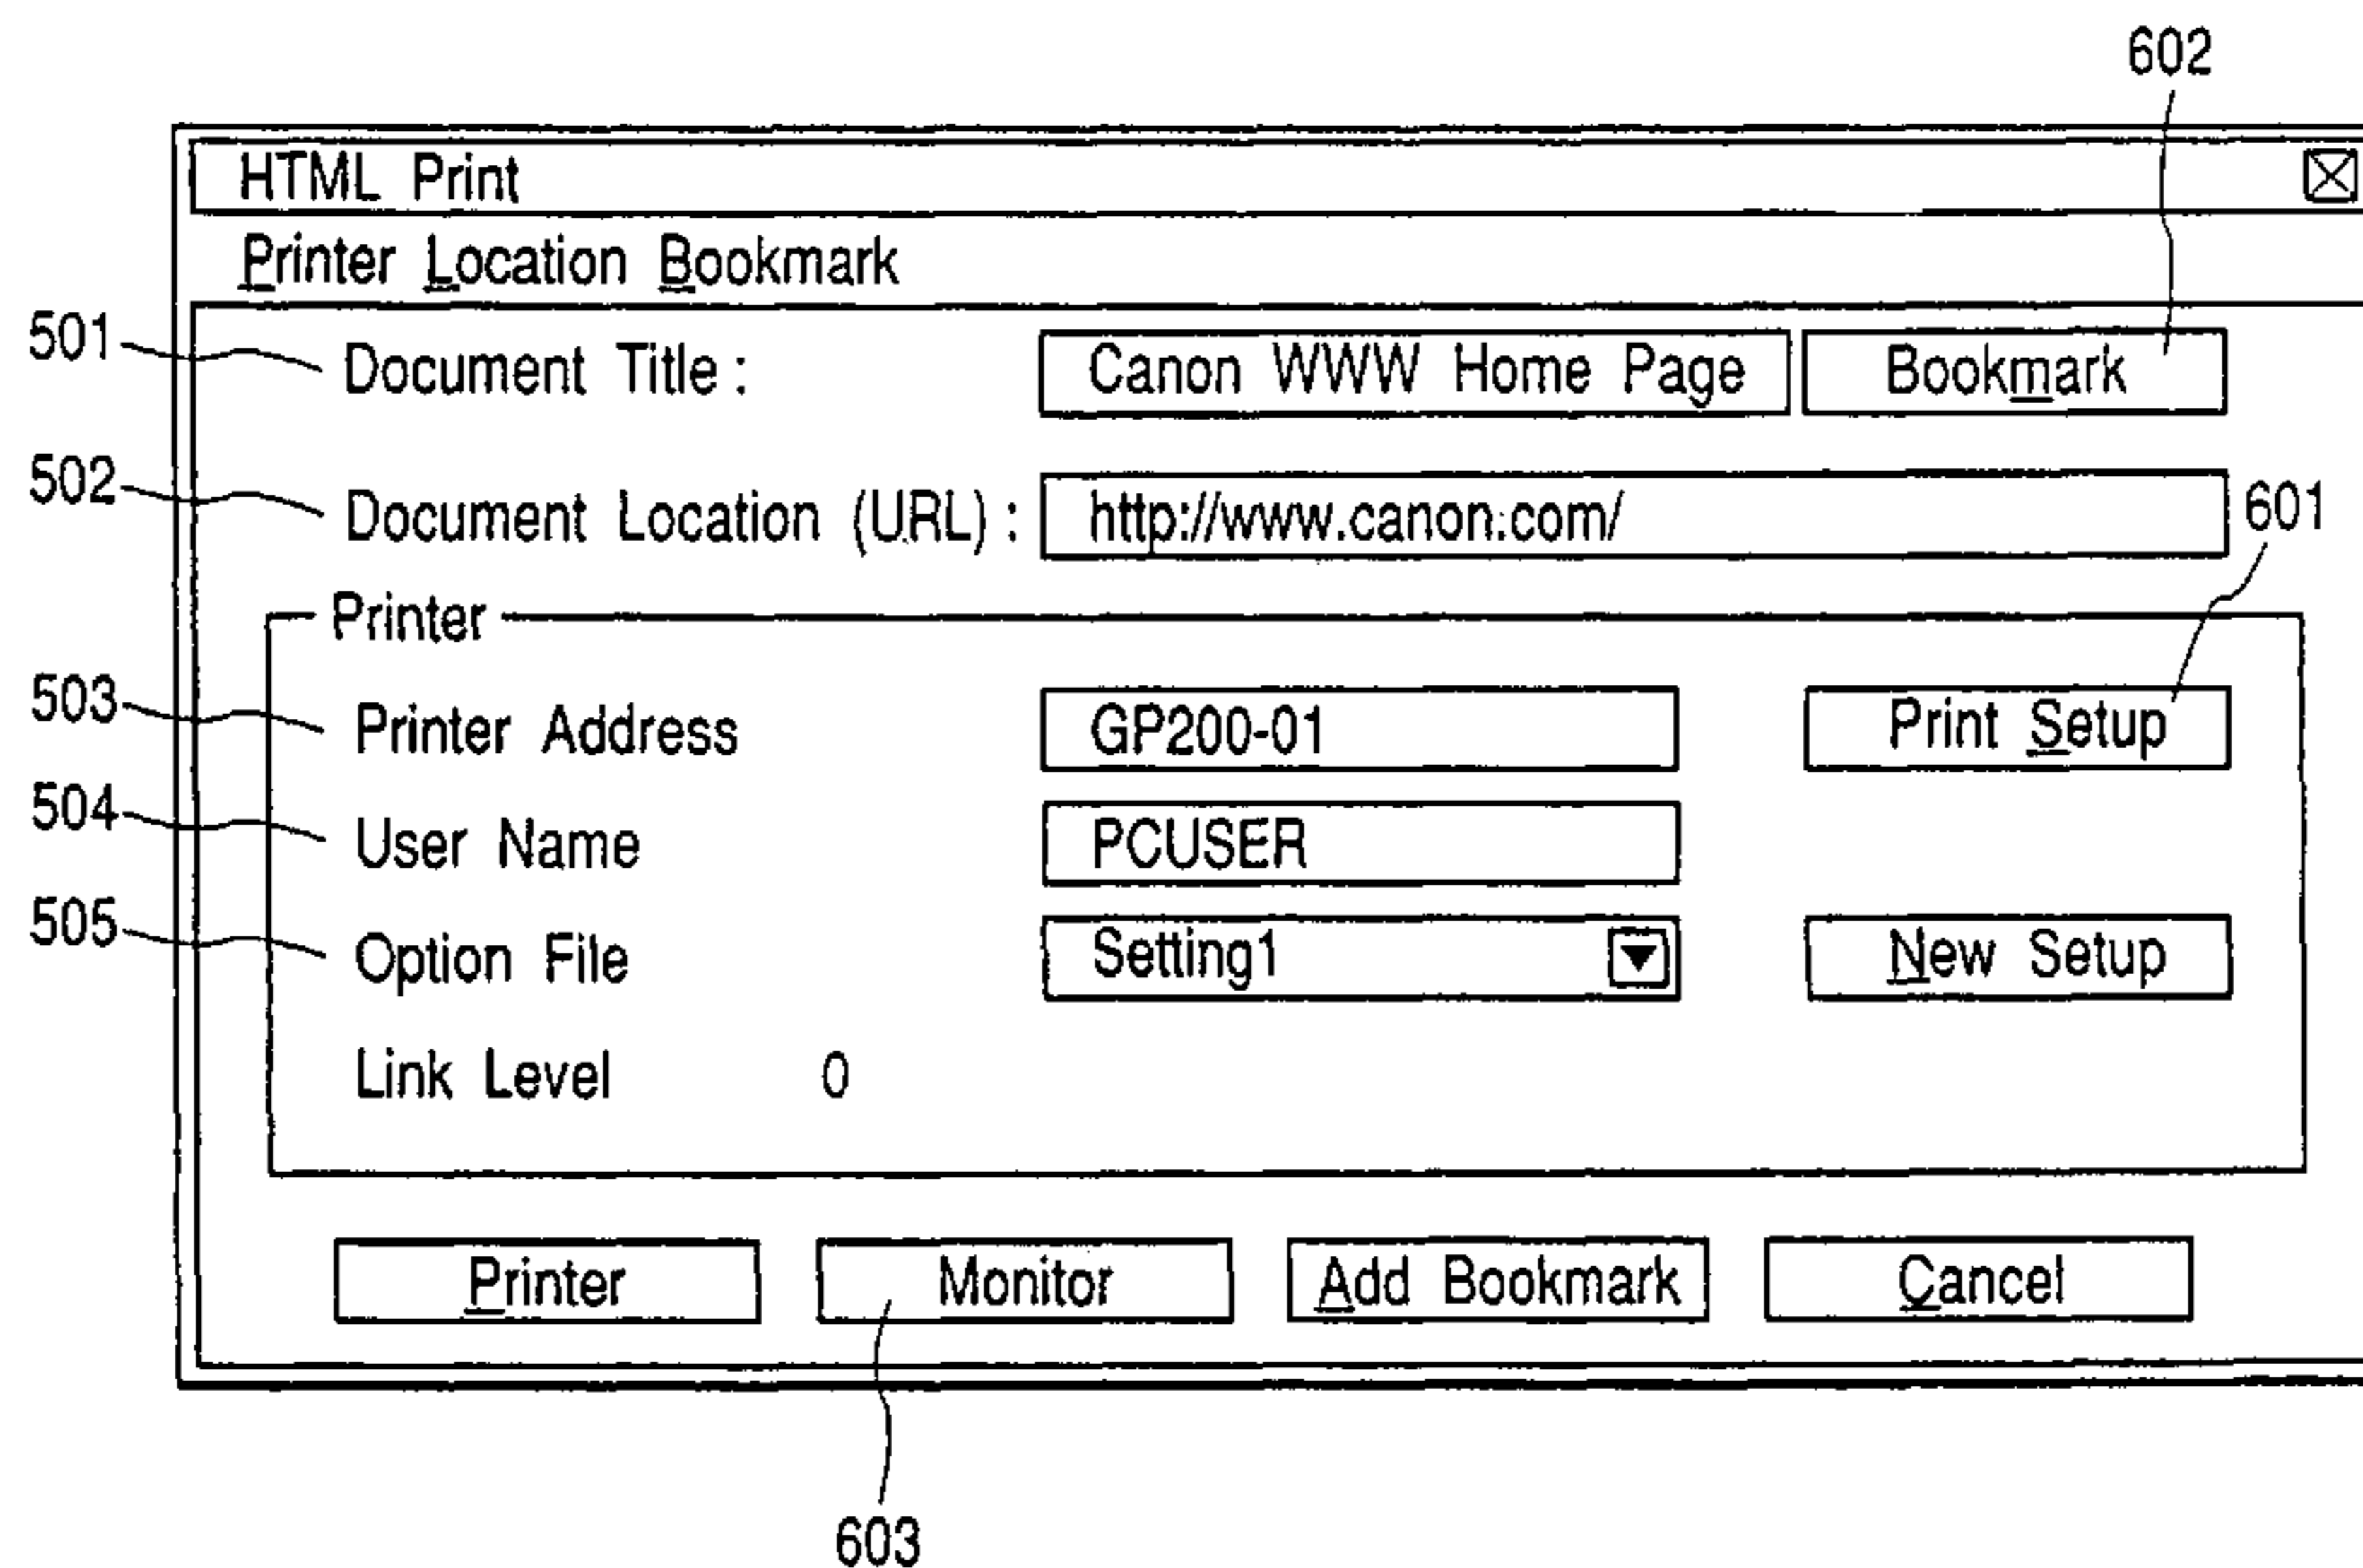 602
HTML Print
Printer Location Bookmark
501 Document Title : Canon WWW Home Page Bookmark
502 Document Location (URL) : http://www.canon.com/ 601
Printer
503 Printer Address GP200-01 Print Setup
504 User Name PCUSER
505 Option File Setting1 New Setup
Link Level 0
Printer Monitor Add Bookmark Cancel
603